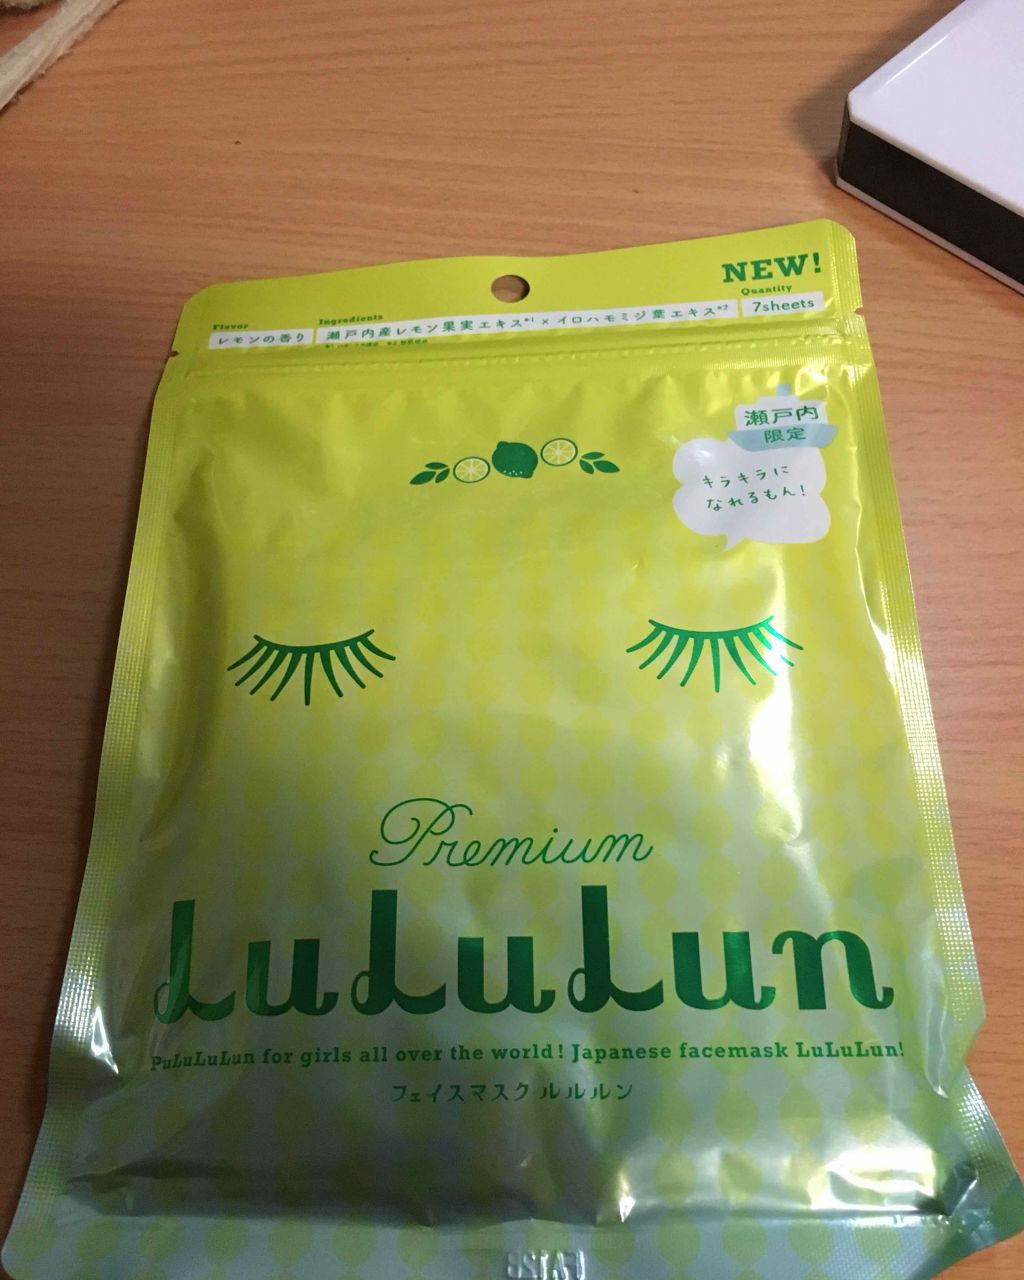 NEW!
Flavor
レモンの香り
Ingredients
瀬戸内産レモン果実エキス*1 × イロハモミジ葉エキス*2
Quantity
7sheets
瀬戸内
限定
キラキラに
なれるもん!
Premium
LuLuLun
PuLuLuLun for girls all over the world! Japanese facemask LuLuLun!
フェイスマスク ルルルン